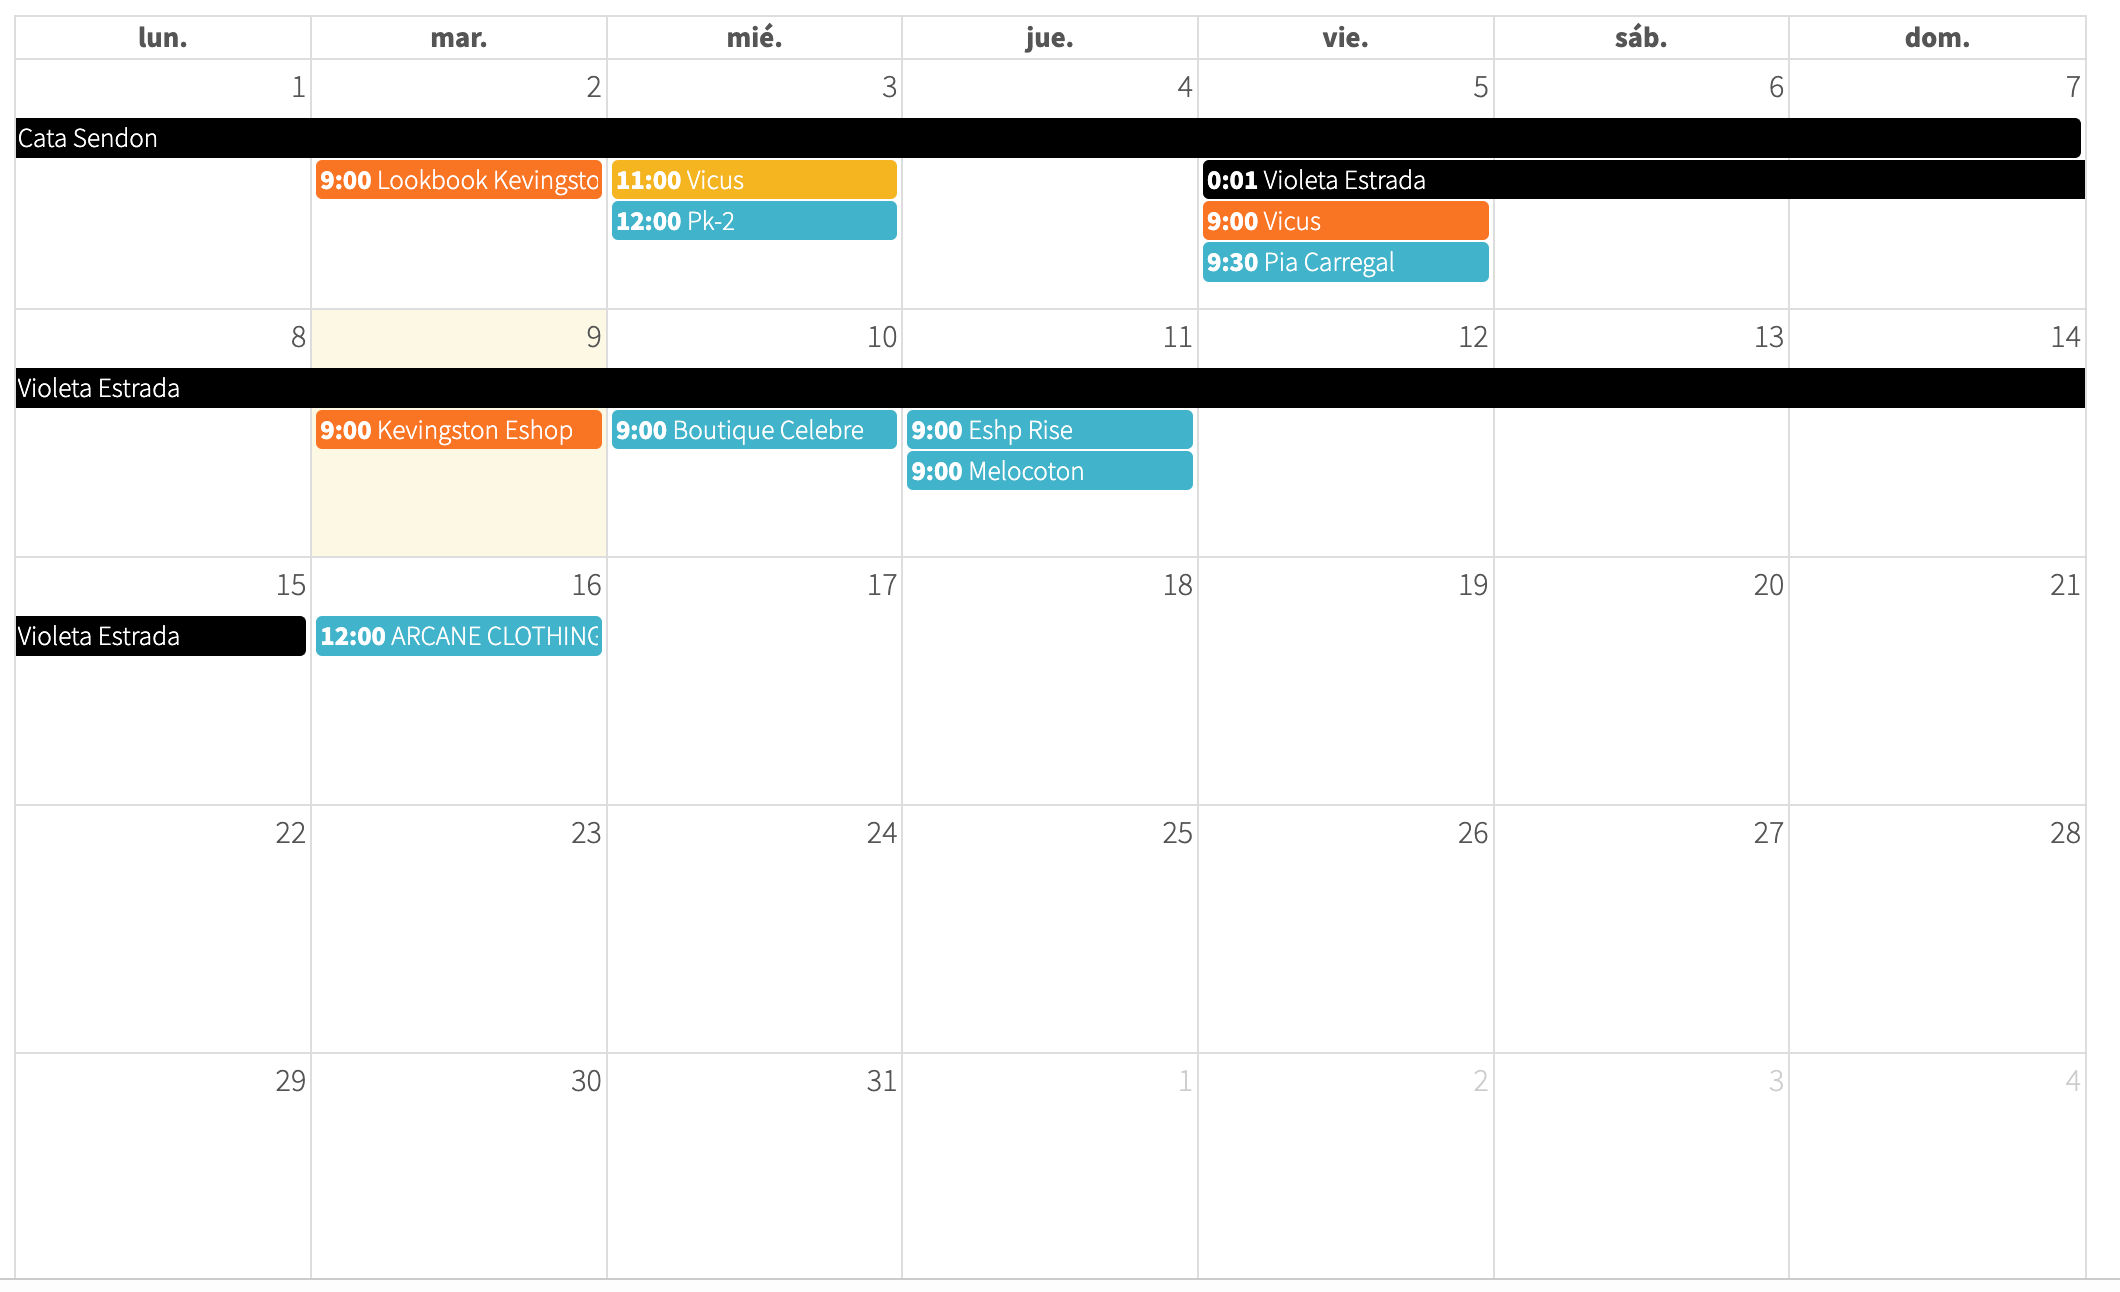 lun. mar. mié. jue. vie. sáb. dom.
1 2 3 4 5 6 7
Cata Sendon
9:00 Lookbook Kevingsto 11:00 Vicus 0:01 Violeta Estrada
12:00 Pk-2 9:00 Vicus
9:30 Pia Carregal
8 9 10 11 12 13 14
Violeta Estrada
9:00 Kevingston Eshop 9:00 Boutique Celebre 9:00 Eshp Rise
9:00 Melocoton
15 16 17 18 19 20 21
Violeta Estrada 12:00 ARCANE CLOTHING
22 23 24 25 26 27 28
29 30 31 1 2 3 4